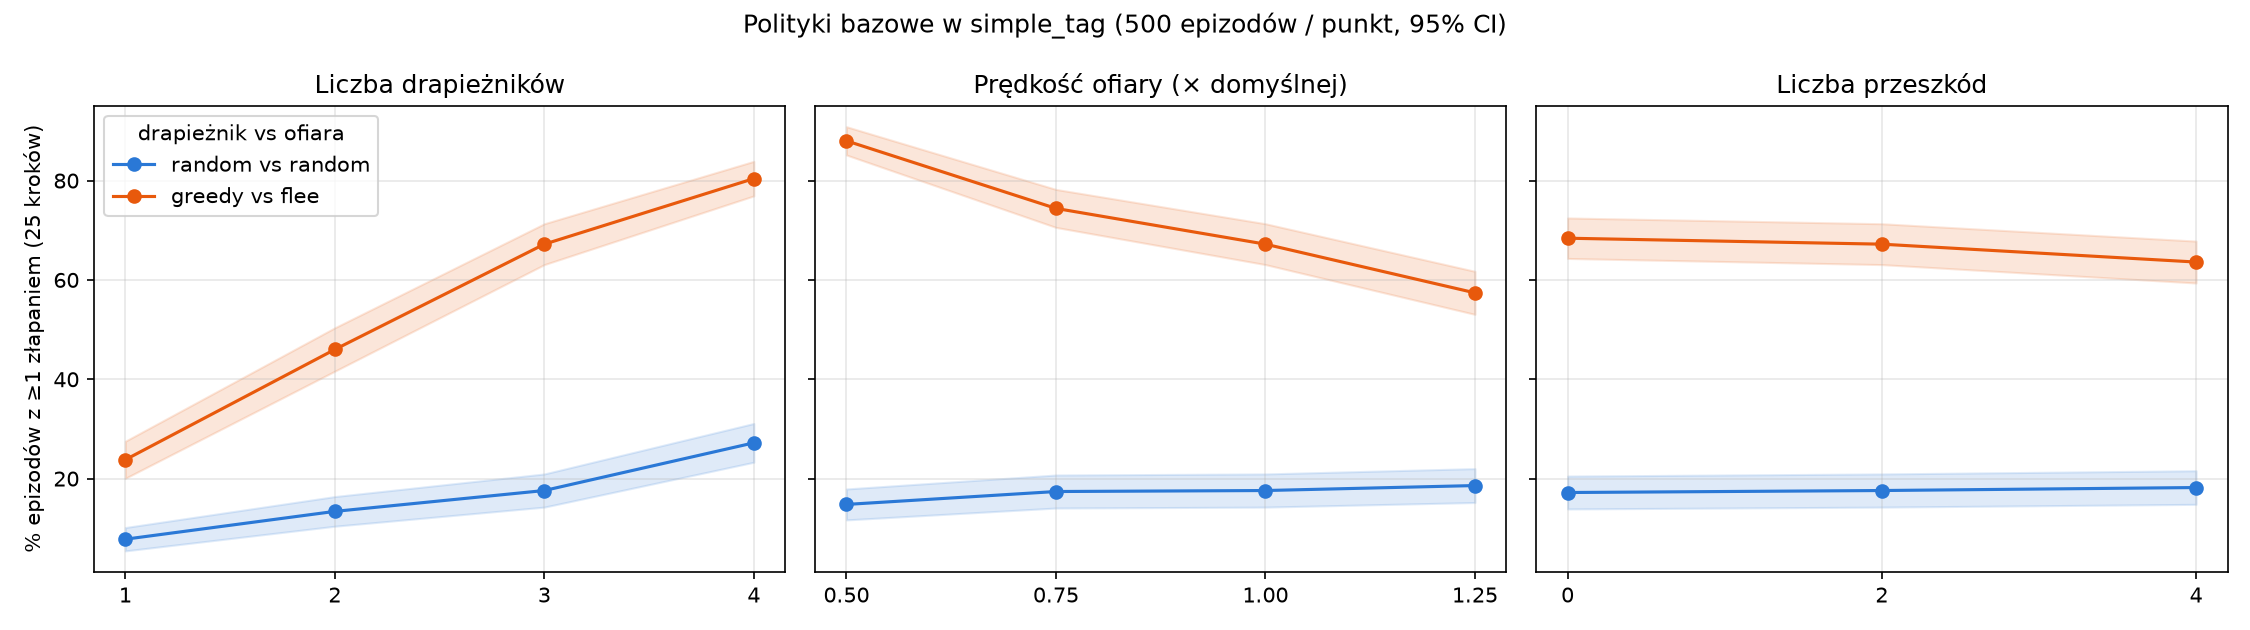 Polityki bazowe w simple_tag (500 epizodów / punkt, 95% CI)
Liczba drapieżników
Prędkość ofiary (× domyślnej)
Liczba przeszkód
% epizodów z ≥1 złapaniem (25 kroków)
drapieżnik vs ofiara
random vs random
greedy vs flee
80
60
40
20
1 2 3 4
0.50 0.75 1.00 1.25
0 2 4